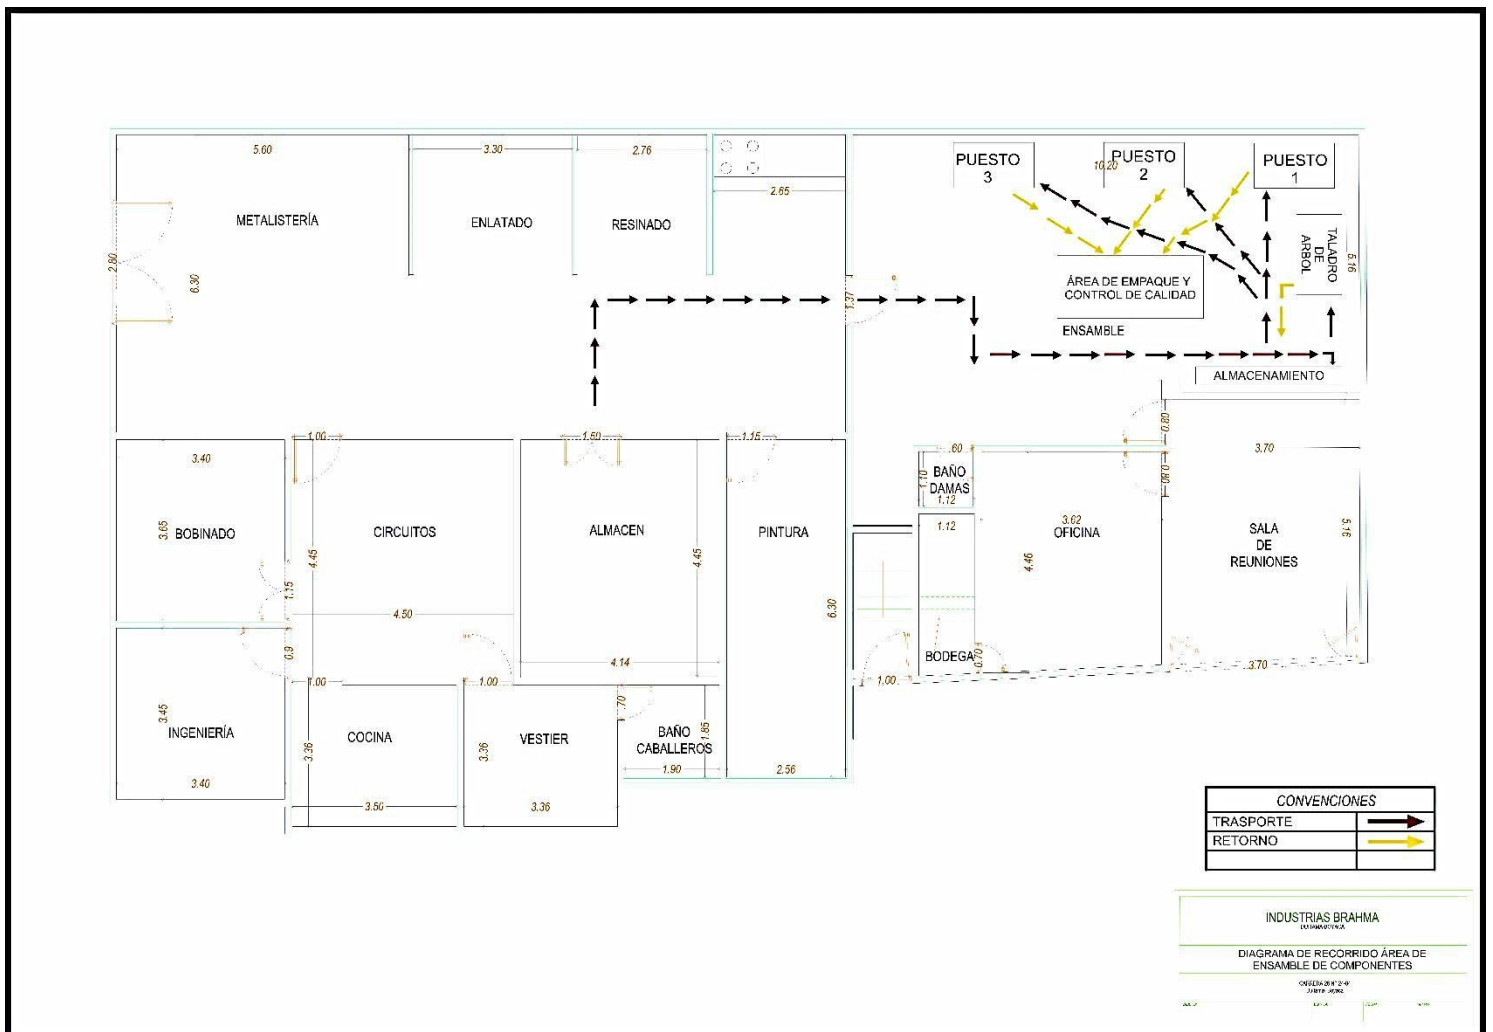 5.60
3.30
2.76
2.65
10.20
PUESTO
3
PUESTO
2
PUESTO
1
METALISTERÍA
ENLATADO
RESINADO
TALADRO
DE
ARBOL
5.16
2.80
6.30
1.37
ÁREA DE EMPAQUE Y
CONTROL DE CALIDAD
ENSAMBLE
ALMACENAMIENTO
1.00
1.50
1.15
0.80
3.40
.60
3.70
BAÑO
DAMAS
1.10
1.12
0.80
3.65
BOBINADO
CIRCUITOS
4.45
ALMACEN
4.45
PINTURA
1.12
3.62
OFICINA
4.46
SALA
DE
REUNIONES
5.16
1.15
4.50
6.30
0.9
4.14
BODEGA
0.70
3.70
1.00
1.00
1.00
.70
3.45
INGENIERÍA
3.36
COCINA
3.36
VESTIER
BAÑO
CABALLEROS
1.85
3.40
3.50
3.36
1.90
2.56
CONVENCIONES
TRASPORTE
RETORNO
INDUSTRIAS BRAHMA
DIAGRAMA DE RECORRIDO ÁREA DE
ENSAMBLE DE COMPONENTES